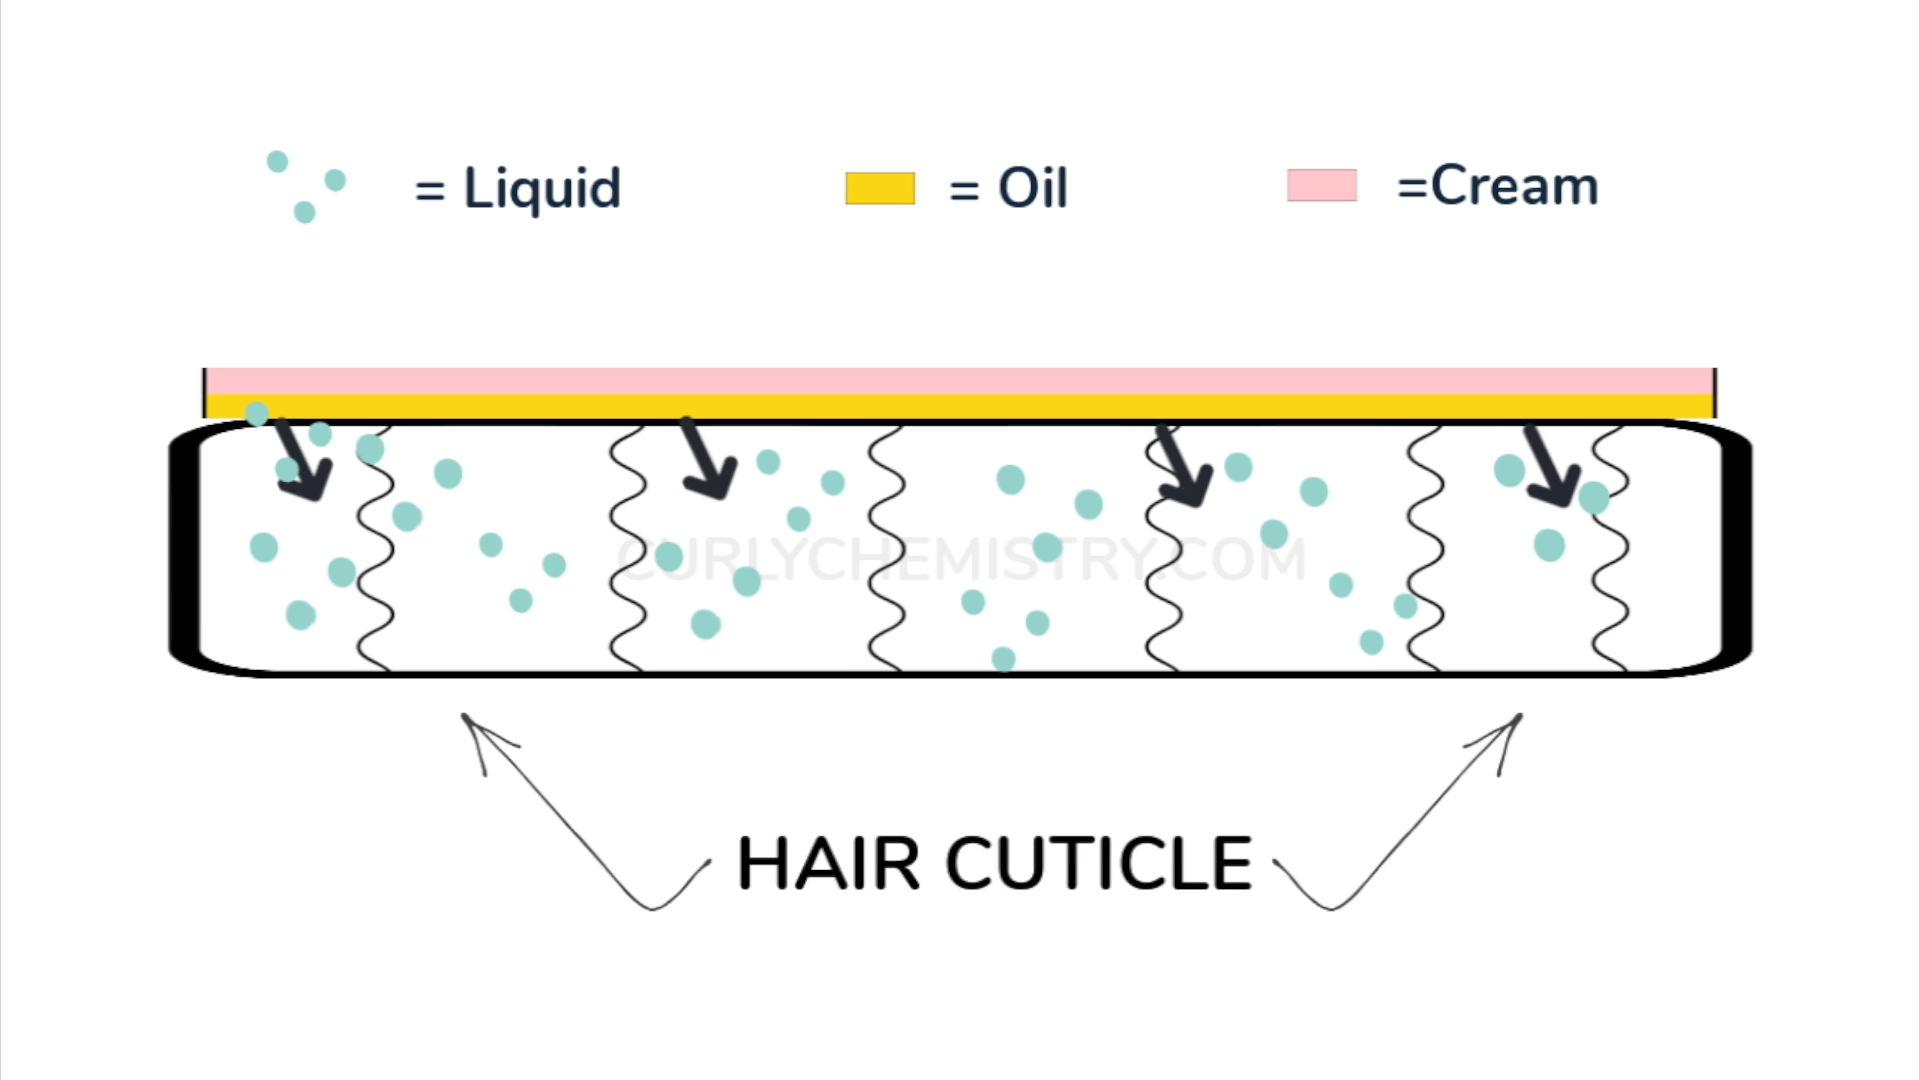 = Liquid
= Oil
=Cream
CURLYCHEMISTRY.COM
HAIR CUTICLE